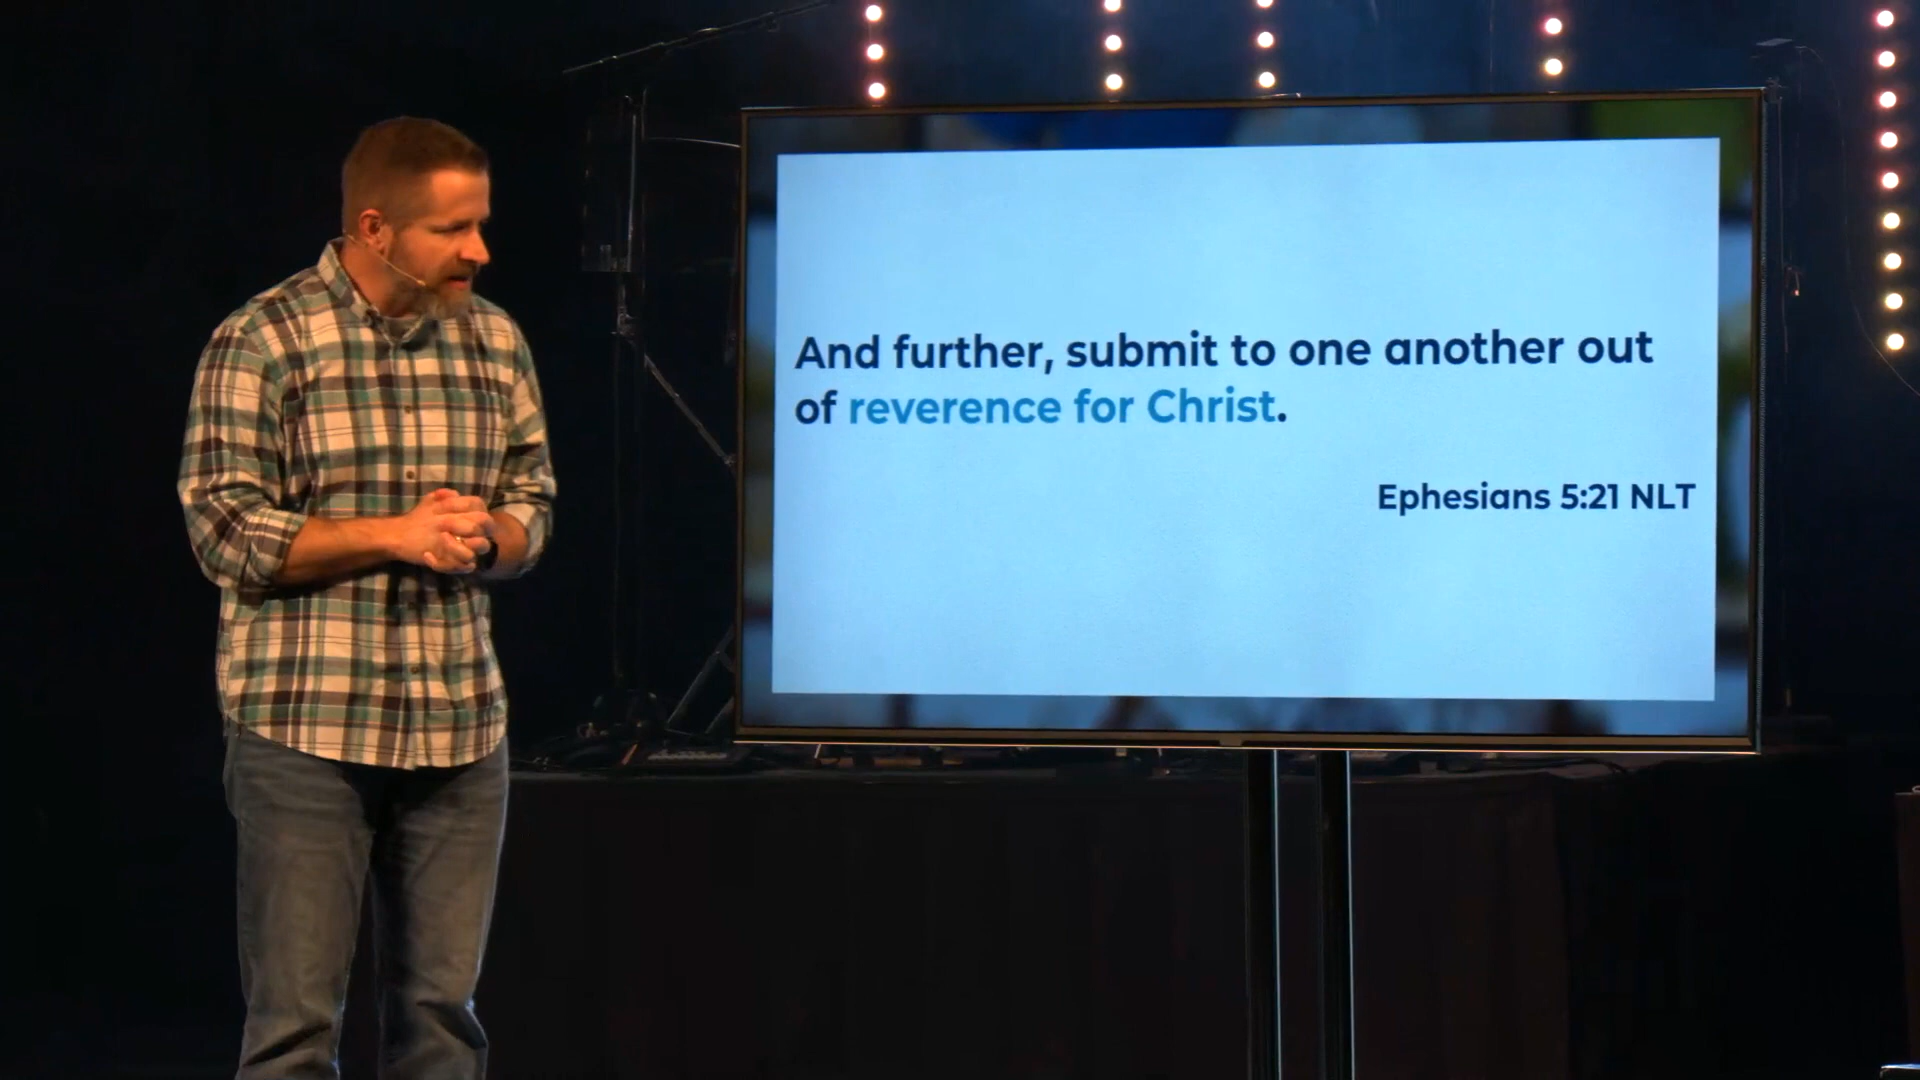 And further, submit to one another out
of reverence for Christ.
Ephesians 5:21 NLT